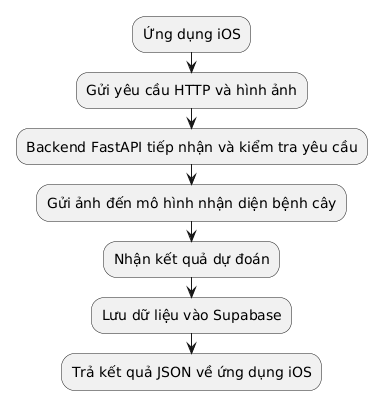 Ứng dụng iOS
Gửi yêu cầu HTTP và hình ảnh
Backend FastAPI tiếp nhận và kiểm tra yêu cầu
Gửi ảnh đến mô hình nhận diện bệnh cây
Nhận kết quả dự đoán
Lưu dữ liệu vào Supabase
Trả kết quả JSON về ứng dụng iOS